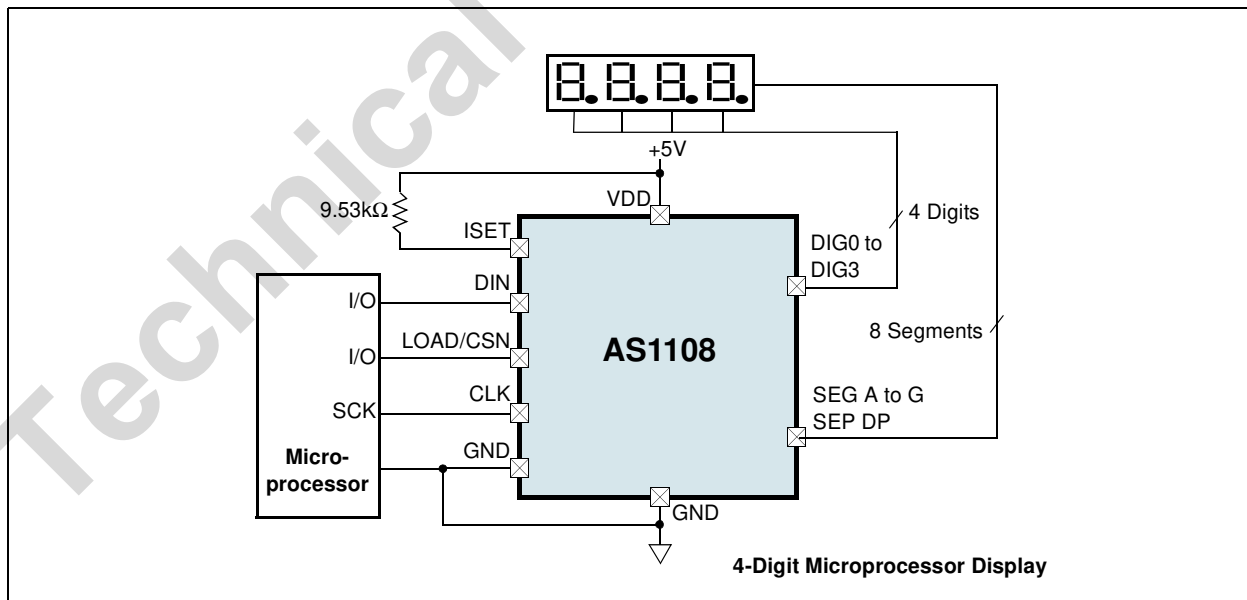 Technical
+5V
VDD
9.53kΩ
ISET
4 Digits
DIG0 to
DIG3
DIN
I/O
LOAD/CSN
I/O
8 Segments
AS1108
CLK
SCK
SEG A to G
SEP DP
GND
Micro-
processor
GND
4-Digit Microprocessor Display